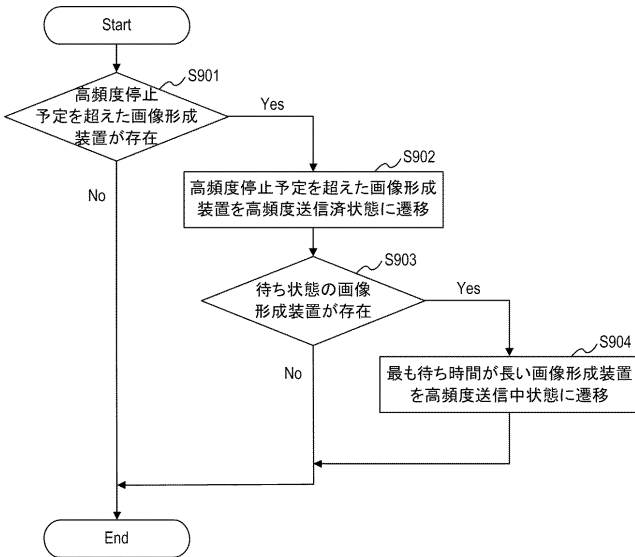 Start
S901
高頻度停止
予定を超えた画像形成
装置が存在
Yes
No
S902
高頻度停止予定を超えた画像形成
装置を高頻度送信済状態に遷移
S903
待ち状態の画像
形成装置が存在
Yes
No
S904
最も待ち時間が長い画像形成装置
を高頻度送信中状態に遷移
End